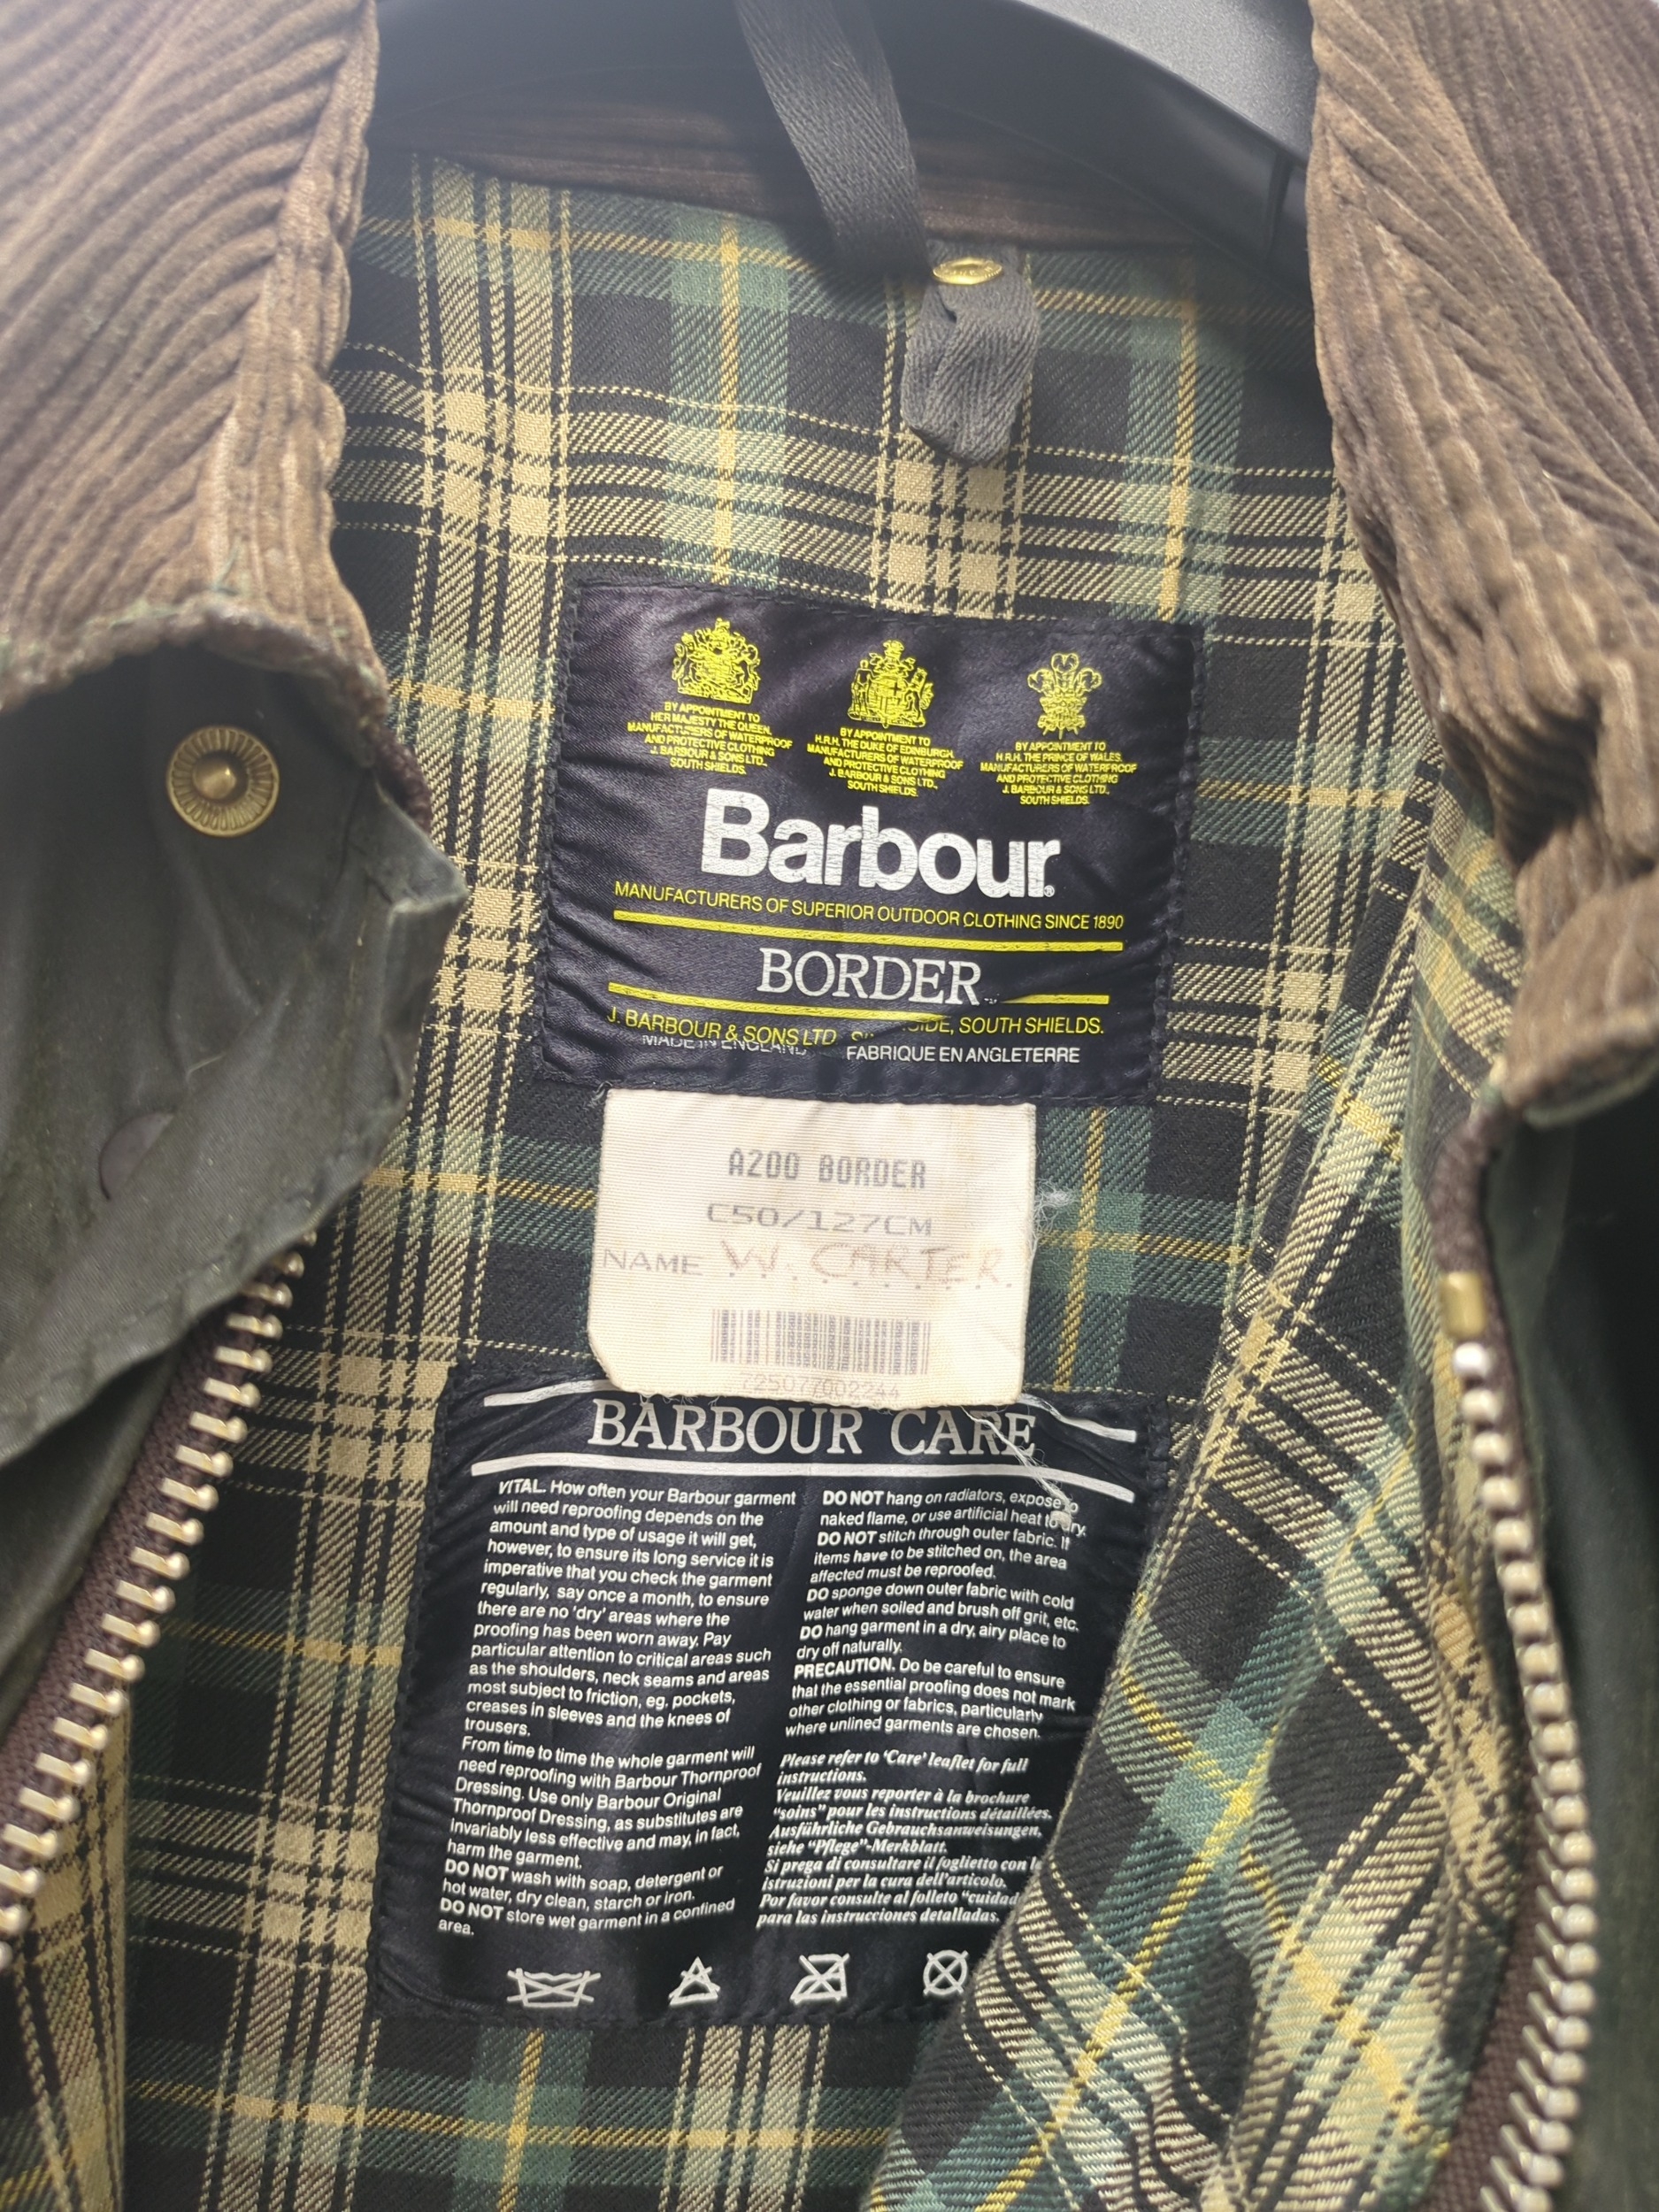 BY APPOINTMENT TO
HER MAJESTY THE QUEEN.
MANUFACTURERS OF WATERPROOF
AND PROTECTIVE CLOTHING
J. BARBOUR & SONS LTD.,
SOUTH SHIELDS.
BY APPOINTMENT TO
H.R.H. THE DUKE OF EDINBURGH.
MANUFACTURERS OF WATERPROOF
AND PROTECTIVE CLOTHING
J. BARBOUR & SONS LTD.,
SOUTH SHIELDS.
BY APPOINTMENT TO
H.R.H. THE PRINCE OF WALES.
MANUFACTURERS OF WATERPROOF
AND PROTECTIVE CLOTHING
J. BARBOUR & SONS LTD.,
SOUTH SHIELDS.
Barbour®
MANUFACTURERS OF SUPERIOR OUTDOOR CLOTHING SINCE 1890
BORDER™
J. BARBOUR & SONS LTD SOUTH SHIELDS.
MADE IN ENGLAND FABRIQUE EN ANGLETERRE
A200 BORDER
C50/127CM
NAME W. CARTER
725077002244
BARBOUR CARE
VITAL. How often your Barbour garment
will need reproofing depends on the
amount and type of usage it will get,
however, to ensure its long service it is
imperative that you check the garment
regularly, say once a month, to ensure
there are no 'dry' areas where the
proofing has been worn away. Pay
particular attention to critical areas such
as the shoulders, neck seams and areas
most subject to friction, eg. pockets,
creases in sleeves and the knees of
trousers.
From time to time the whole garment will
need reproofing with Barbour Thornproof
Dressing. Use only Barbour Original
Thornproof Dressing, as substitutes are
invariably less effective and may, in fact,
harm the garment.
DO NOT wash with soap, detergent or
hot water, dry clean, starch or iron.
DO NOT store wet garment in a confined
area.
DO NOT hang on radiators, expose to
naked flame, or use artificial heat to dry.
DO NOT stitch through outer fabric. If
items have to be stitched on, the area
affected must be reproofed.
DO sponge down outer fabric with cold
water when soiled and brush off grit, etc.
DO hang garment in a dry, airy place to
dry off naturally.
PRECAUTION. Do be careful to ensure
that the essential proofing does not mark
other clothing or fabrics, particularly
where unlined garments are chosen.
Please refer to 'Care' leaflet for full
instructions.
Veuillez vous reporter à la brochure
"soins" pour les instructions détaillées.
Ausführliche Gebrauchsanweisungen,
siehe "Pflege"-Merkblatt.
Si prega di consultare il foglietto con le
istruzioni per la cura dell'articolo.
Por favor consulte al folleto "cuidad
para las instrucciones detalladas.